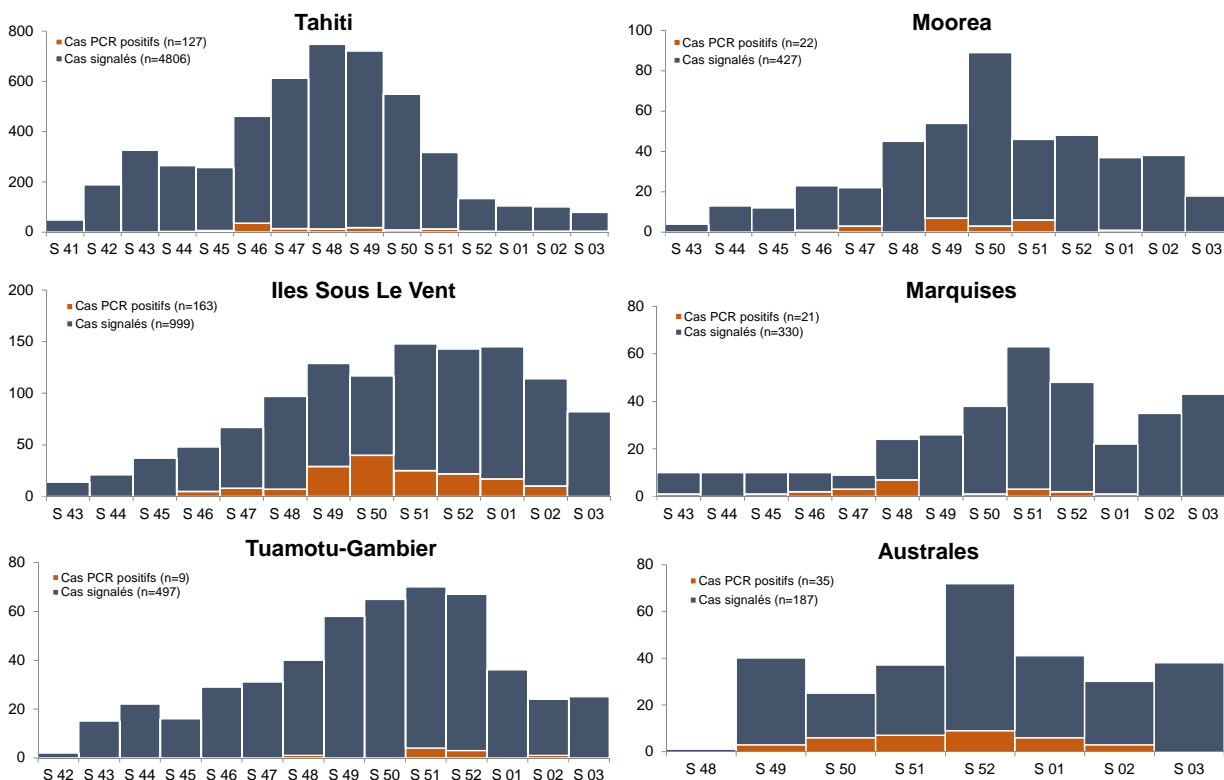 Tahiti
Cas PCR positifs (n=127)
Cas signalés (n=4806)
800
600
400
200
0
S 41 S 42 S 43 S 44 S 45 S 46 S 47 S 48 S 49 S 50 S 51 S 52 S 01 S 02 S 03
Moorea
Cas PCR positifs (n=22)
Cas signalés (n=427)
100
80
60
40
20
0
S 43 S 44 S 45 S 46 S 47 S 48 S 49 S 50 S 51 S 52 S 01 S 02 S 03
Iles Sous Le Vent
Cas PCR positifs (n=163)
Cas signalés (n=999)
200
150
100
50
0
S 43 S 44 S 45 S 46 S 47 S 48 S 49 S 50 S 51 S 52 S 01 S 02 S 03
Marquises
Cas PCR positifs (n=21)
Cas signalés (n=330)
80
60
40
20
0
S 43 S 44 S 45 S 46 S 47 S 48 S 49 S 50 S 51 S 52 S 01 S 02 S 03
Tuamotu-Gambier
Cas PCR positifs (n=9)
Cas signalés (n=497)
80
60
40
20
0
S 42 S 43 S 44 S 45 S 46 S 47 S 48 S 49 S 50 S 51 S 52 S 01 S 02 S 03
Australes
Cas PCR positifs (n=35)
Cas signalés (n=187)
80
60
40
20
0
S 48 S 49 S 50 S 51 S 52 S 01 S 02 S 03